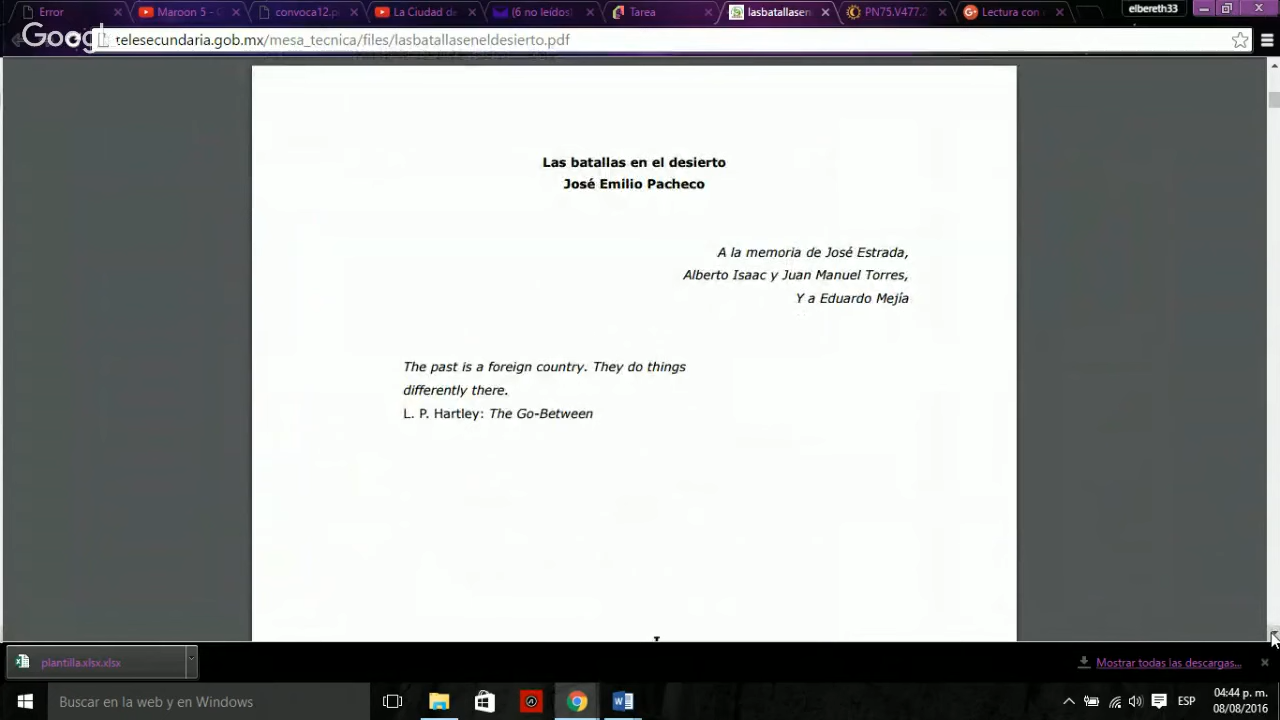 Error
Maroon 5 - C
convoca12.p
La Ciudad de
(6 no leídos)
Tarea
lasbatallasen
PN75.V477.2
Lectura con
elbereth33
telesecundaria.gob.mx/mesa_tecnica/files/lasbatallaseneldesierto.pdf
Las batallas en el desierto
José Emilio Pacheco
A la memoria de José Estrada,
Alberto Isaac y Juan Manuel Torres,
Y a Eduardo Mejía
The past is a foreign country. They do things
differently there.
L. P. Hartley: The Go-Between
plantilla.xlsx.xlsx
Mostrar todas las descargas...
Buscar en la web y en Windows
ESP
04:44 p. m.
08/08/2016